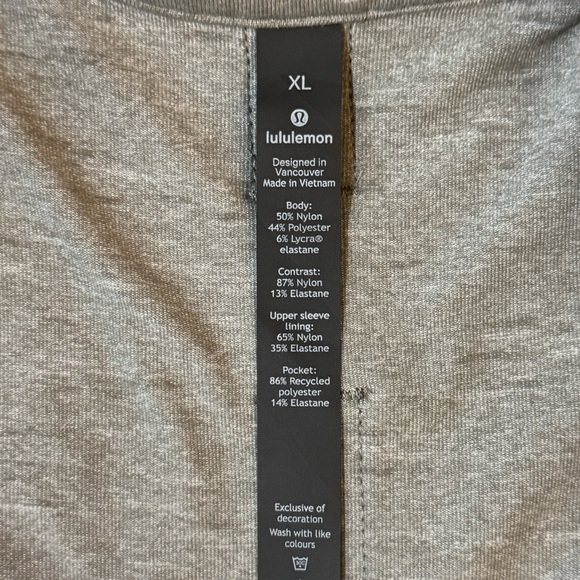 XL
lululemon
Designed in
Vancouver
Made in Vietnam
Body:
50% Nylon
44% Polyester
6% Lycra®
elastane
Contrast:
87% Nylon
13% Elastane
Upper sleeve
lining:
65% Nylon
35% Elastane
Pocket:
86% Recycled
polyester
14% Elastane
Exclusive of
decoration
Wash with like
colours